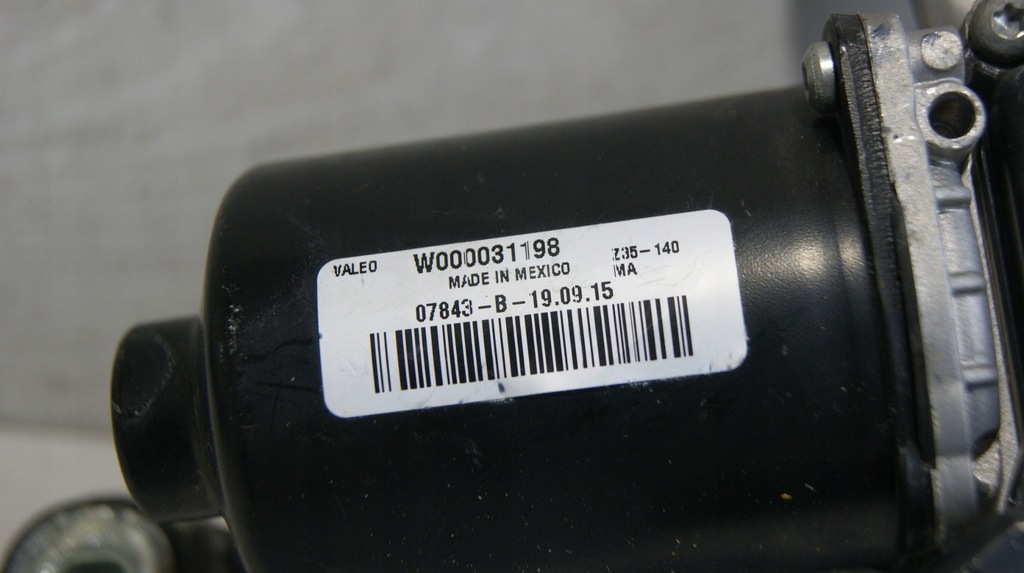 VALEO W000031198 Z35-140
MADE IN MEXICO MA
07843-B-19.09.15